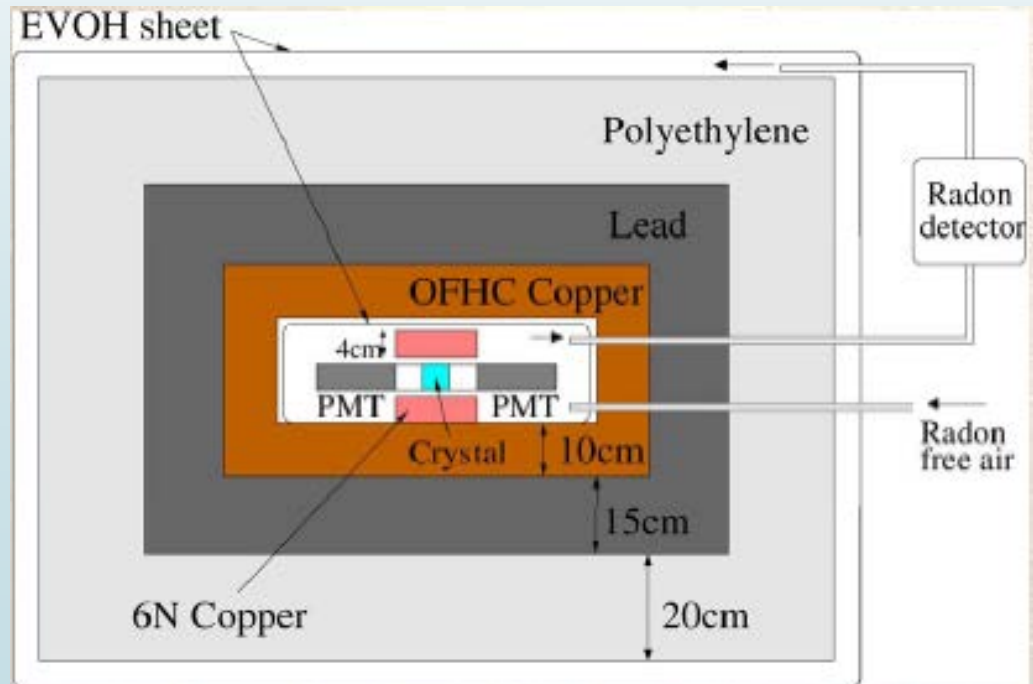 EVOH sheet
Polyethylene
Radon
detector
Lead
OFHC Copper
4cm
PMT
PMT
Crystal
10cm
Radon
free air
15cm
6N Copper
20cm